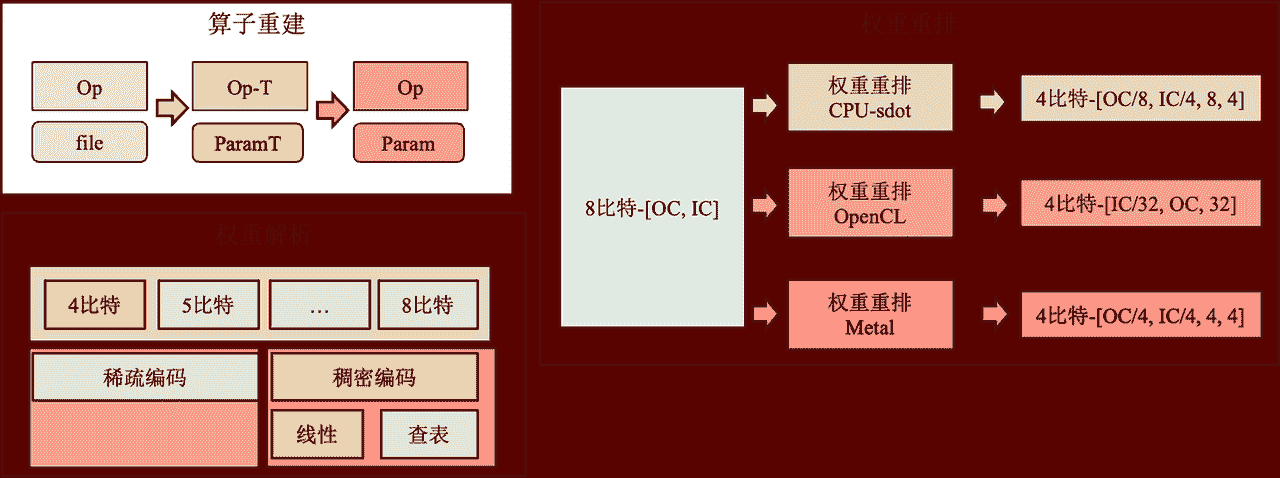 算子重建
Op
Op-T
Op
file
ParamT
Param
权重解析
4比特
5比特
...
8比特
稀疏编码
稠密编码
线性
查表
权重重排
8比特-[OC, IC]
权重重排
CPU-sdot
4比特-[OC/8, IC/4, 8, 4]
权重重排
OpenCL
4比特-[IC/32, OC, 32]
权重重排
Metal
4比特-[OC/4, IC/4, 4, 4]